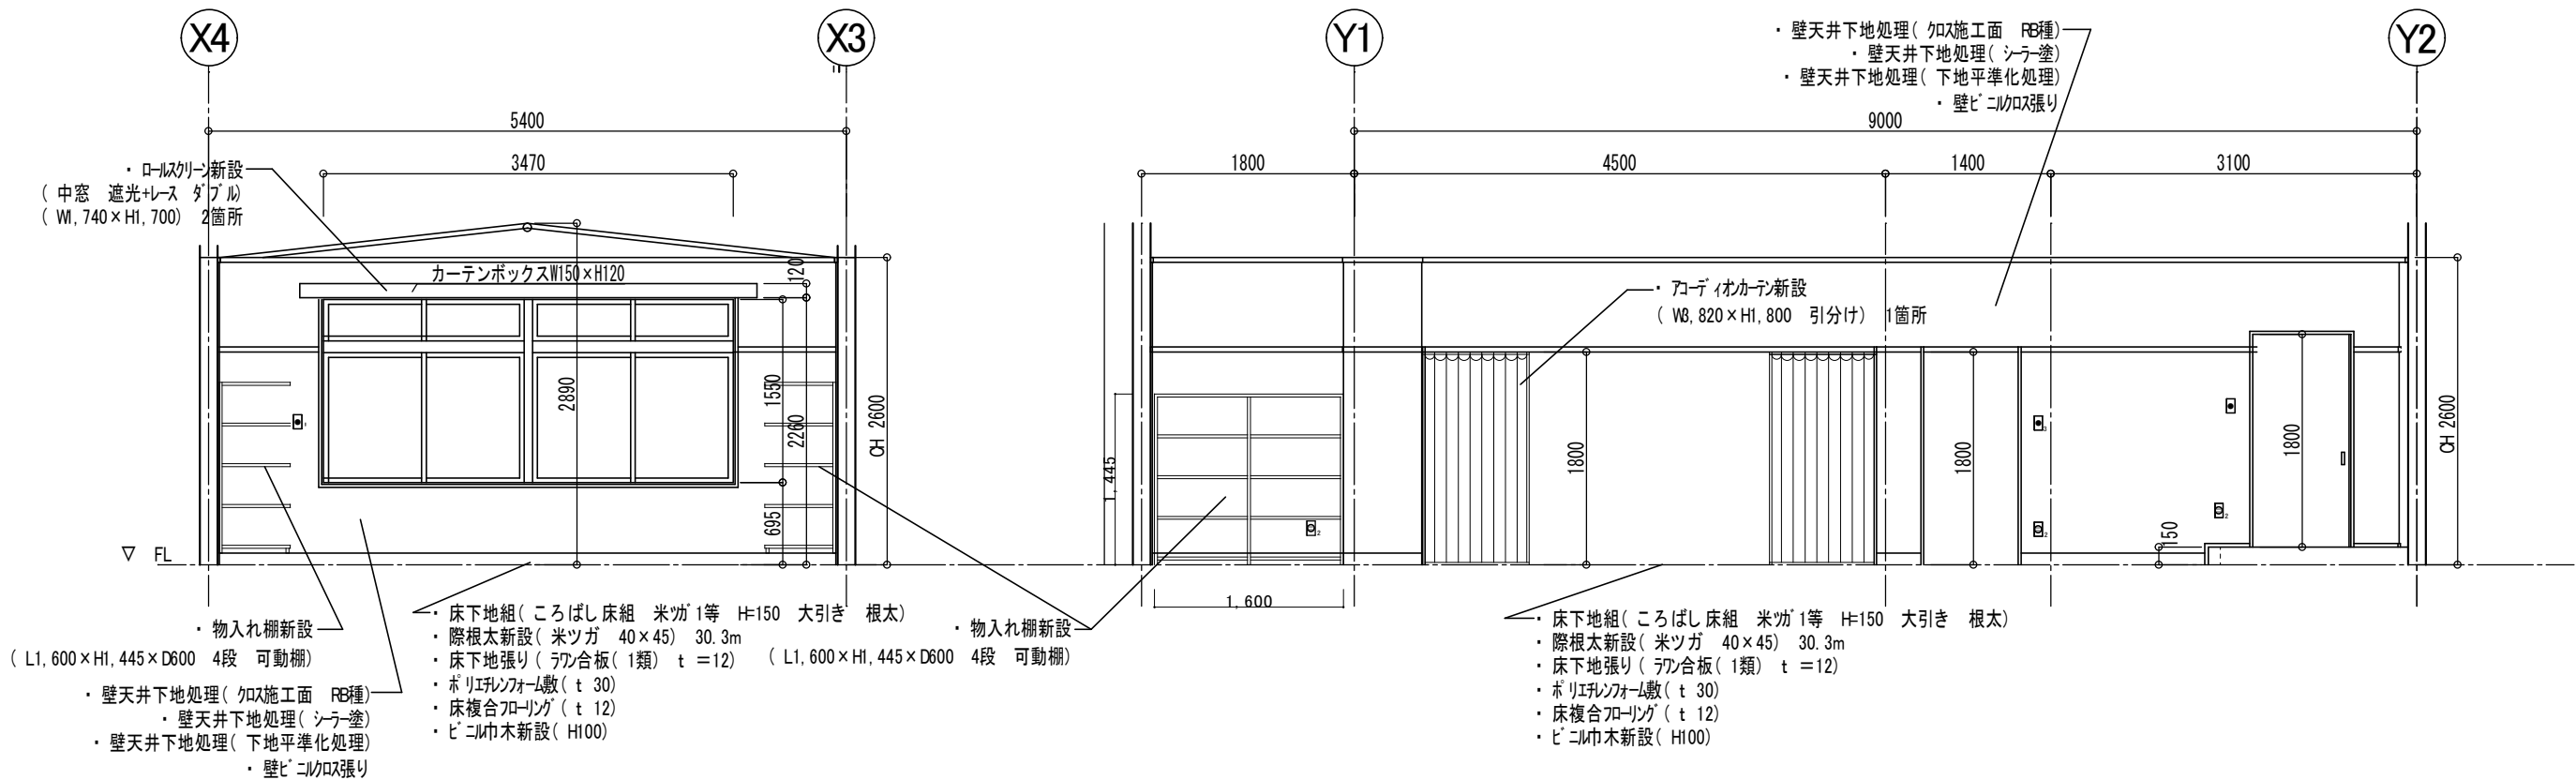 X4
X3
Y1
Y2
・ 壁天井下地処理( クロス施工面 RB種)
・ 壁天井下地処理( シーラー塗)
・ 壁天井下地処理( 下地平準化処理)
・ 壁ビニルクロス張り
5400
9000
3470
1800
4500
1400
3100
・ ロールスクリーン新設
( 中窓 遮光+レース ダブル)
( W1,740×H1,700) 2箇所
カーテンボックスW150×H120
120
2890
1550
2260
695
CH 2600
・ アコーディオンカーテン新設
( W3,820×H1,800 引分け) 1箇所
1,445
1800
1800
1800
150
CH 2600
▽ FL
1,600
・ 物入れ棚新設
( L1,600×H1,445×D600 4段 可動棚)
・ 壁天井下地処理( クロス施工面 RB種)
・ 壁天井下地処理( シーラー塗)
・ 壁天井下地処理( 下地平準化処理)
・ 壁ビニルクロス張り
・ 床下地組( ころばし床組 米ツガ1等 H=150 大引き 根太)
・ 際根太新設( 米ツガ 40×45) 30.3m
・ 床下地張り( ラワン合板( 1類) t =12)
・ ポリエチレンフォーム敷( t 30)
・ 床複合フローリング( t 12)
・ ビニル巾木新設( H100)
・ 物入れ棚新設
( L1,600×H1,445×D600 4段 可動棚)
・ 床下地組( ころばし床組 米ツガ1等 H=150 大引き 根太)
・ 際根太新設( 米ツガ 40×45) 30.3m
・ 床下地張り( ラワン合板( 1類) t =12)
・ ポリエチレンフォーム敷( t 30)
・ 床複合フローリング( t 12)
・ ビニル巾木新設( H100)